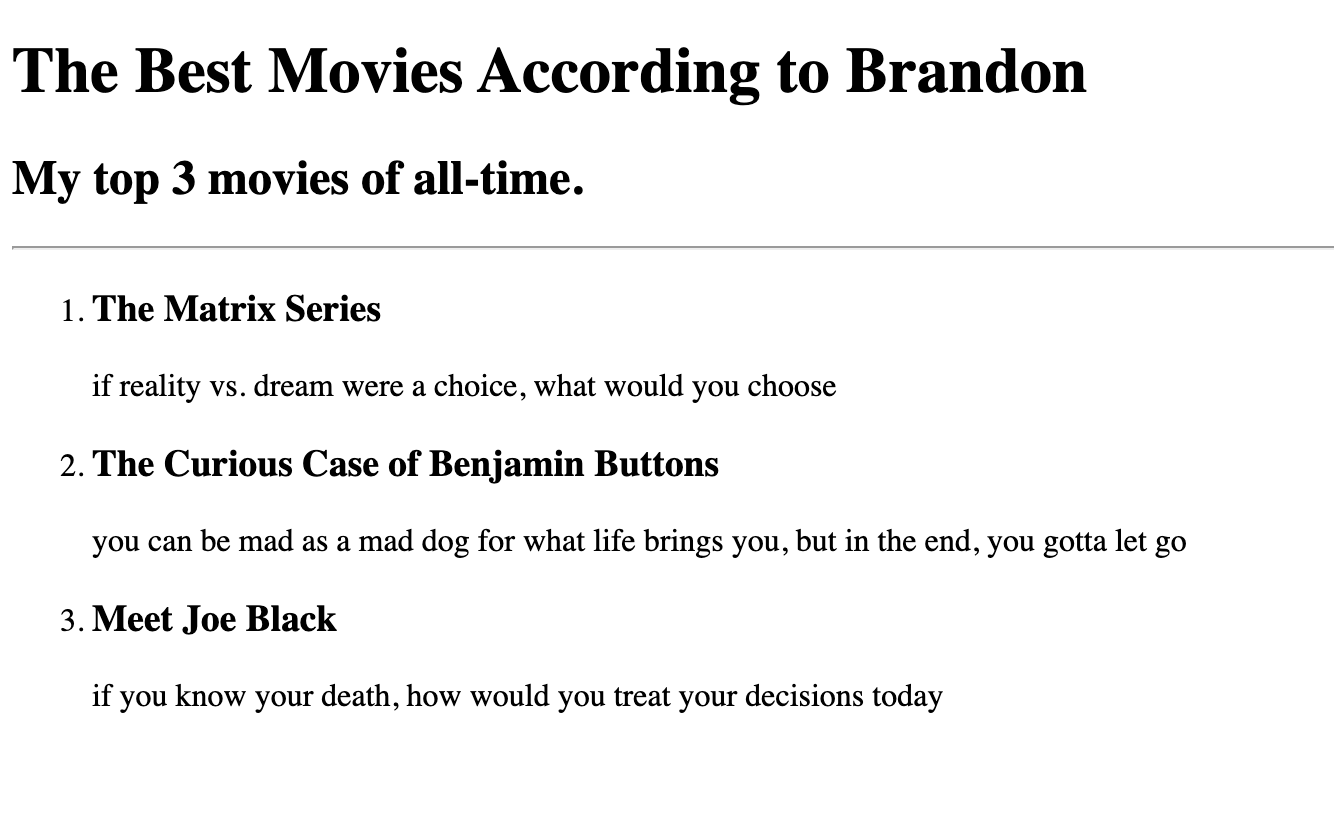 The Best Movies According to Brandon
My top 3 movies of all-time.
1. The Matrix Series
if reality vs. dream were a choice, what would you choose
2. The Curious Case of Benjamin Buttons
you can be mad as a mad dog for what life brings you, but in the end, you gotta let go
3. Meet Joe Black
if you know your death, how would you treat your decisions today